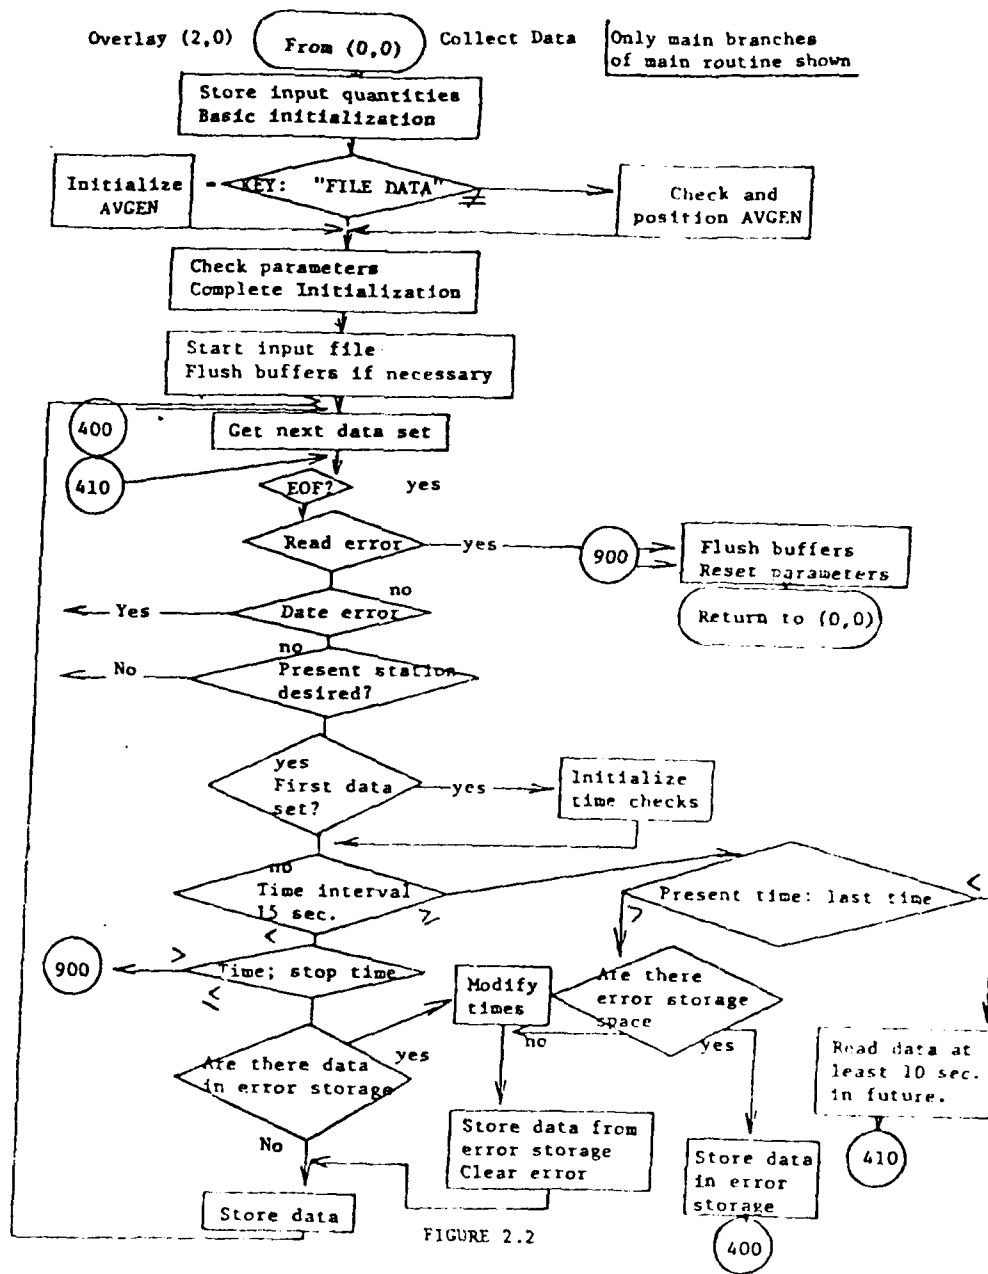 Overlay (2,0)
From (0,0)
Collect Data
Only main branches
of main routine shown
Store input quantities
Basic initialization
Initialize
AVGEN
=
KEY: "FILE DATA"
≠
Check and
position AVGEN
Check parameters
Complete Initialization
Start input file
Flush buffers if necessary
400
Get next data set
410
EOF?
yes
Read error
yes
900
Flush buffers
Reset parameters
Return to (0,0)
no
Yes
Date error
no
No
Present station
desired?
yes
First data
set?
yes
Initialize
time checks
no
Time interval
15 sec.
≥
<
Present time: last time
<
>
900
>
Time; stop time
≤
Modify
times
Are there
error storage
space
no
yes
Are there data
in error storage
yes
No
Read data at
least 10 sec.
in future.
410
Store data from
error storage
Clear error
Store data
in error
storage
400
Store data
FIGURE 2.2